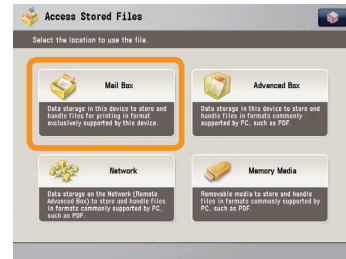 Access Stored Files
Select the location to use the file.
Mail Box
Data storage in this device to store and
handle files for printing in format
exclusively supported by this device.
Advanced Box
Data storage in this device to store and
handle files in formats commonly
supported by PC, such as PDF.
Network
Data storage on the Network (Remote
Advanced Box) to store and handle files
in formats commonly supported by PC,
such as PDF.
Memory Media
Removable media to store and handle
files in formats commonly supported by
PC, such as PDF.